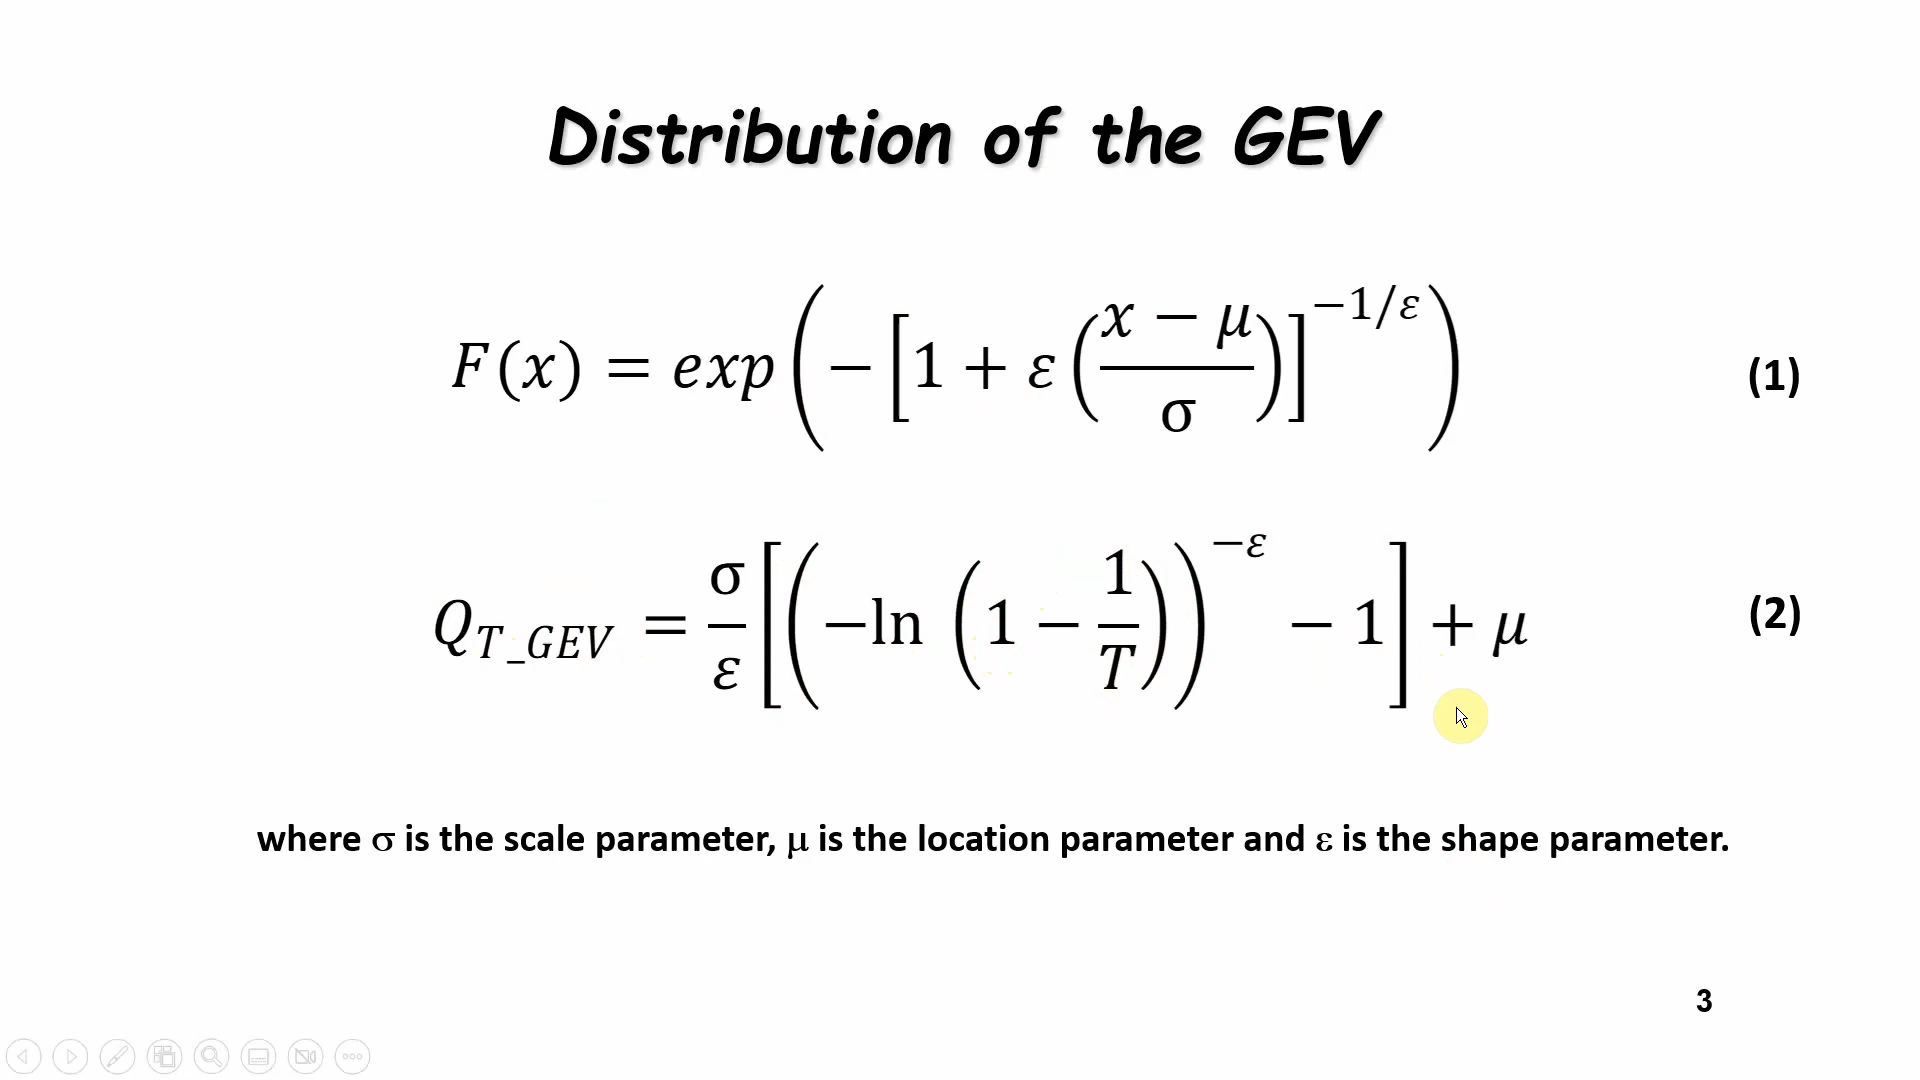 Distribution of the GEV
F(x) = exp(−[1 + ε((x − μ)/σ)]^(−1/ε)) (1)
Q_T_GEV = σ/ε[(−ln (1 − 1/T))^(−ε) − 1] + μ (2)
where σ is the scale parameter, μ is the location parameter and ε is the shape parameter.
3